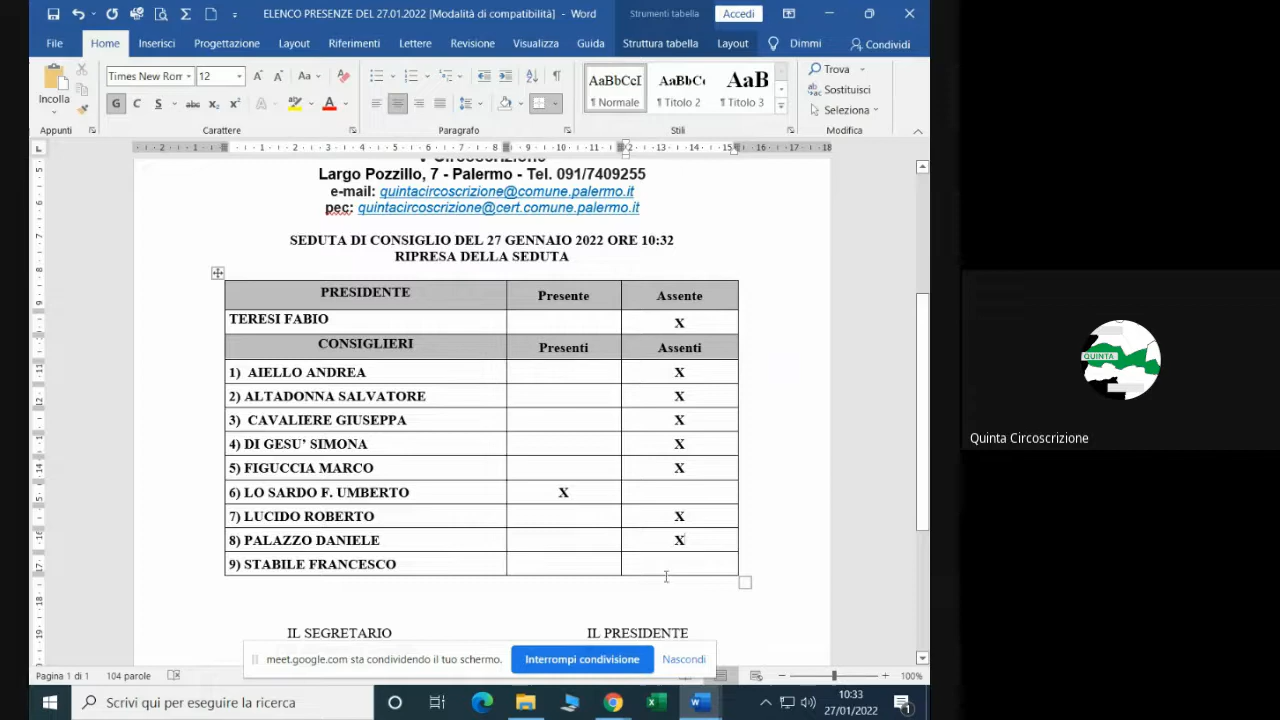 ELENCO PRESENZE DEL 27.01.2022 [Modalità di compatibilità] - Word
Strumenti tabella
Accedi
File Home Inserisci Progettazione Layout Riferimenti Lettere Revisione Visualizza Guida Struttura tabella Layout Dimmi Condividi
Incolla
Times New Rom 12
G C S abc x₂ x²
AaBbCcI AaBbCc AaB
¶ Normale ¶ Titolo 2 ¶ Titolo 3
Trova
Sostituisci
Seleziona
Appunti Carattere Paragrafo Stili Modifica
V Circoscrizione
Largo Pozzillo, 7 - Palermo - Tel. 091/7409255
e-mail: quintacircoscrizione@comune.palermo.it
pec: quintacircoscrizione@cert.comune.palermo.it
SEDUTA DI CONSIGLIO DEL 27 GENNAIO 2022 ORE 10:32
RIPRESA DELLA SEDUTA
PRESIDENTE Presente Assente
TERESI FABIO X
CONSIGLIERI Presenti Assenti
1) AIELLO ANDREA X
2) ALTADONNA SALVATORE X
3) CAVALIERE GIUSEPPA X
4) DI GESU' SIMONA X
5) FIGUCCIA MARCO X
6) LO SARDO F. UMBERTO X
7) LUCIDO ROBERTO X
8) PALAZZO DANIELE X
9) STABILE FRANCESCO
IL SEGRETARIO IL PRESIDENTE
meet.google.com sta condividendo il tuo schermo. Interrompi condivisione Nascondi
Pagina 1 di 1 104 parole 100%
Scrivi qui per eseguire la ricerca
10:33
27/01/2022
1
QUINTA
Quinta Circoscrizione